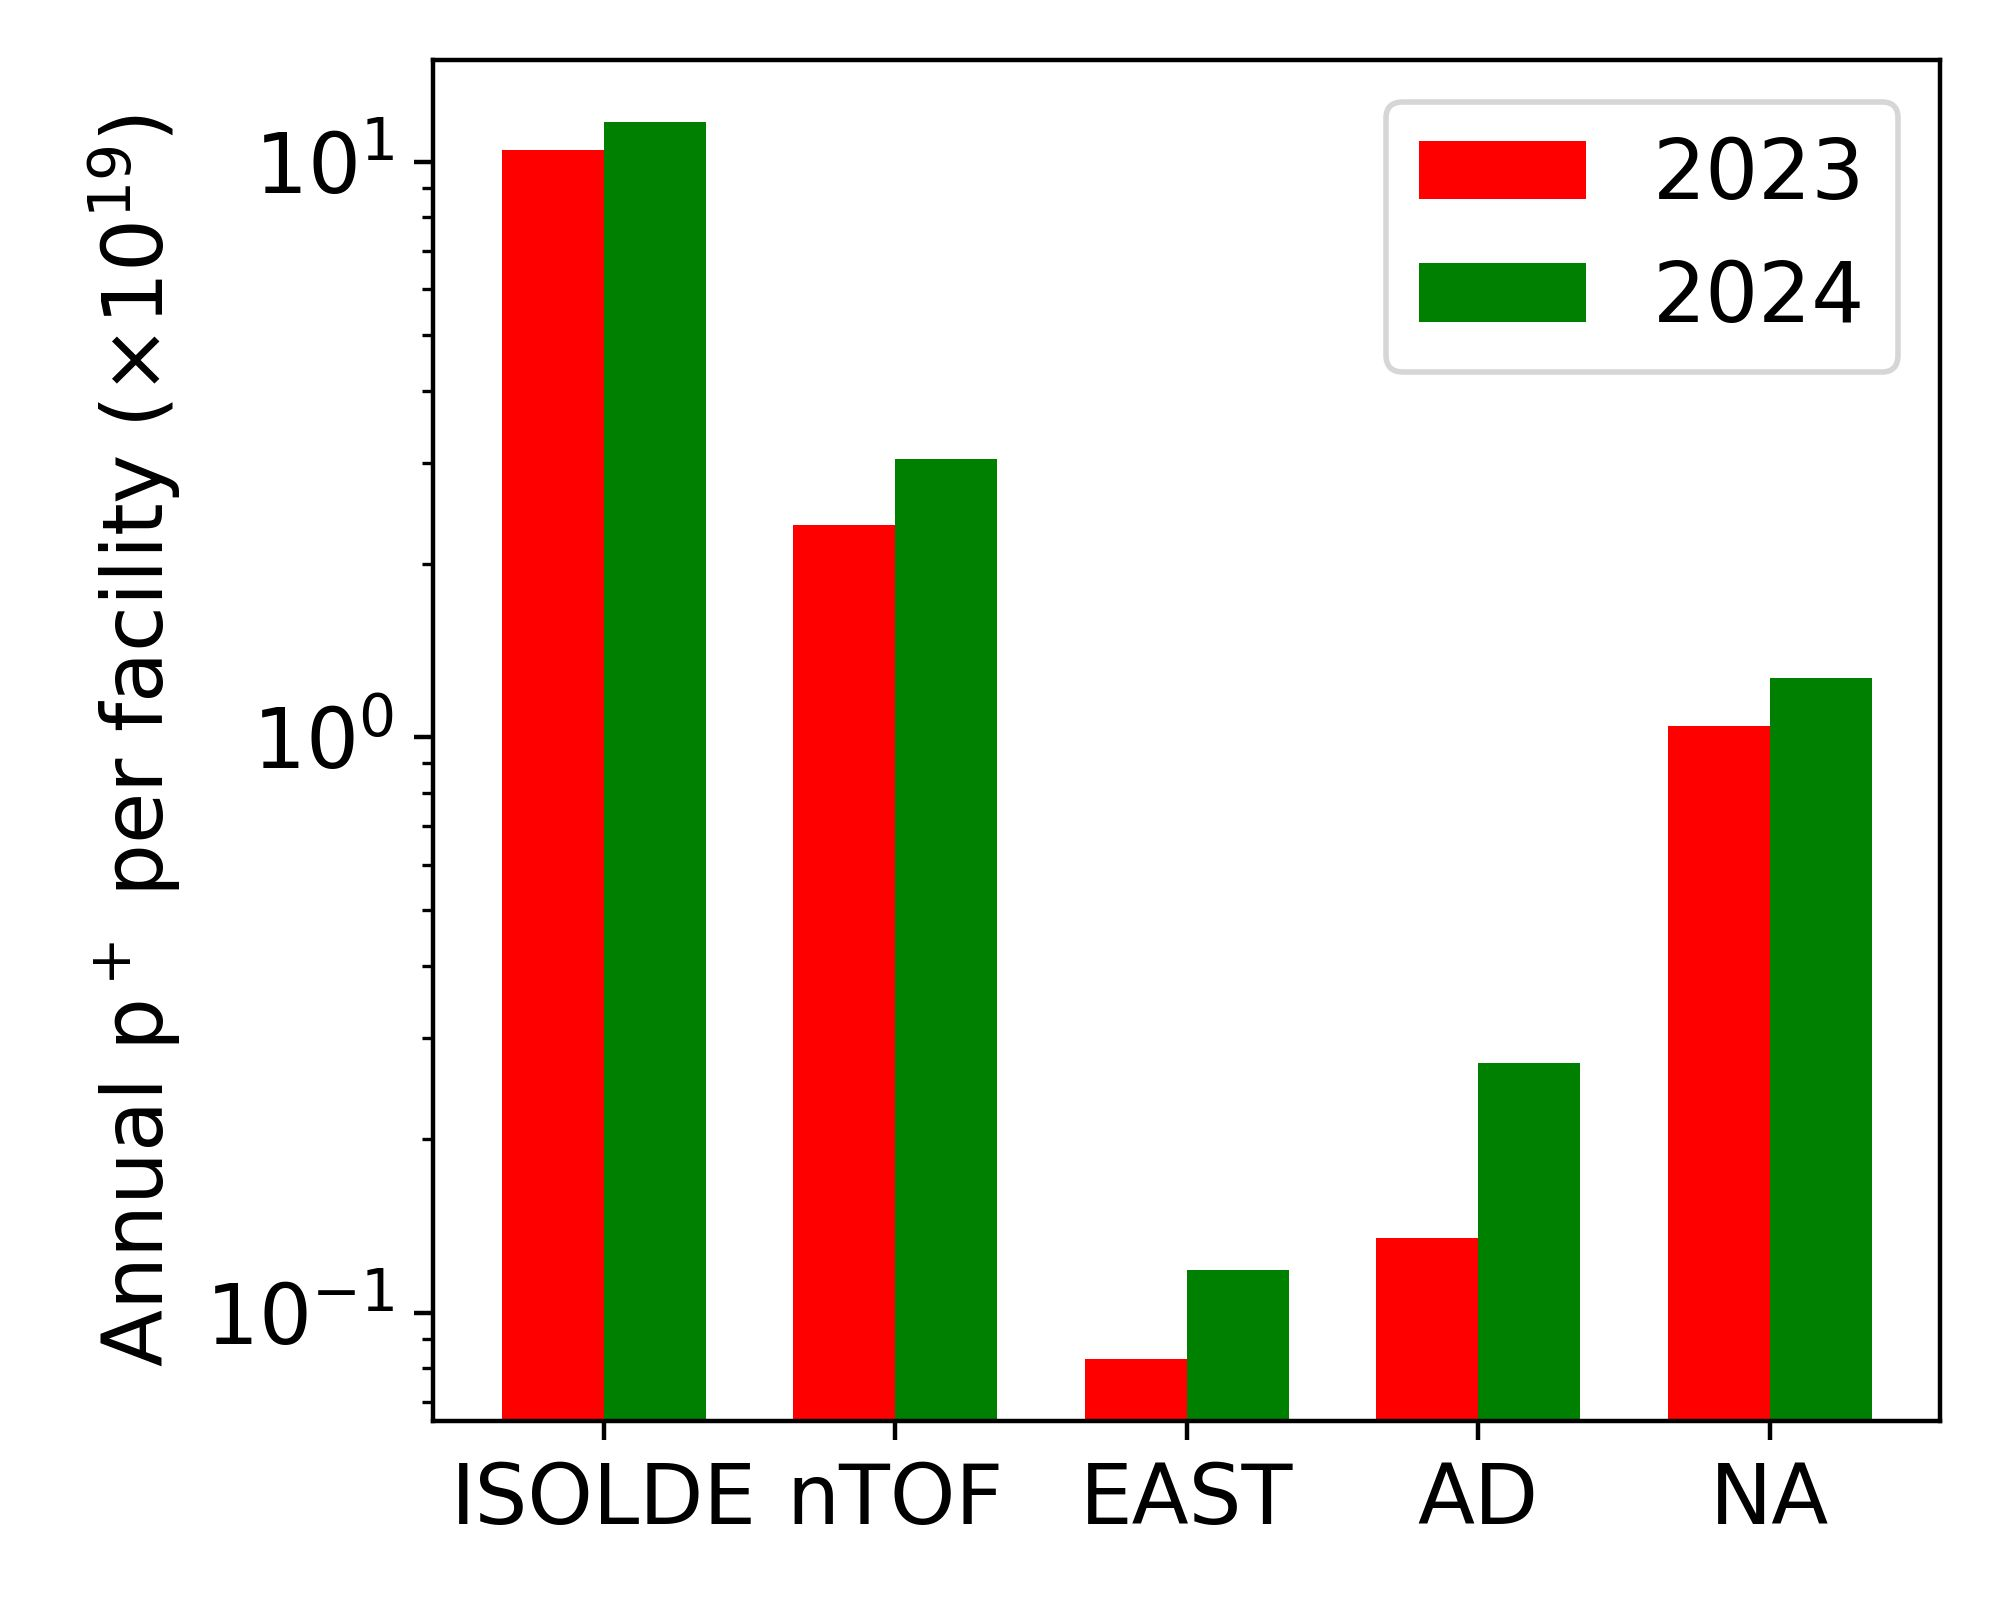 Annual p⁺ per facility (×10¹⁹)
10¹
10⁰
10⁻¹
2023
2024
ISOLDE nTOF EAST AD NA